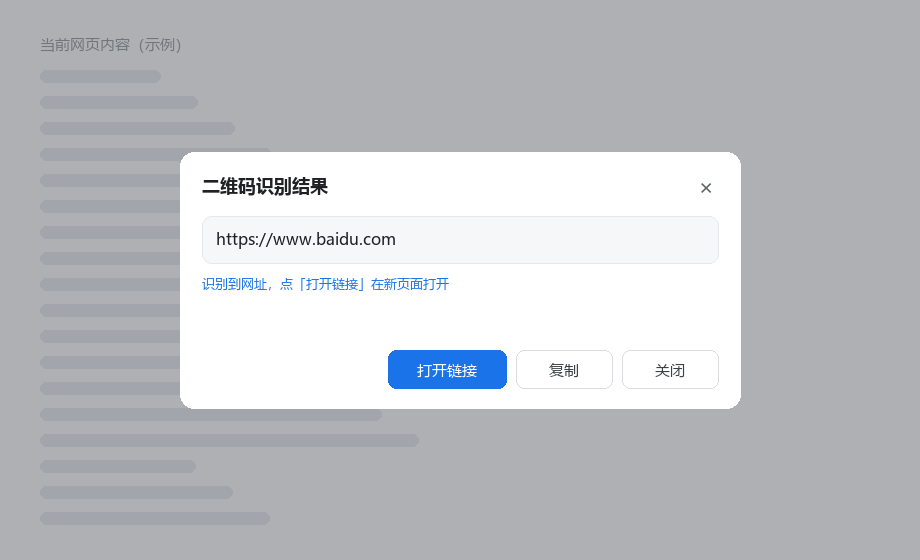 当前网页内容（示例）
二维码识别结果
×
https://www.baidu.com
识别到网址，点「打开链接」在新页面打开
打开链接
复制
关闭